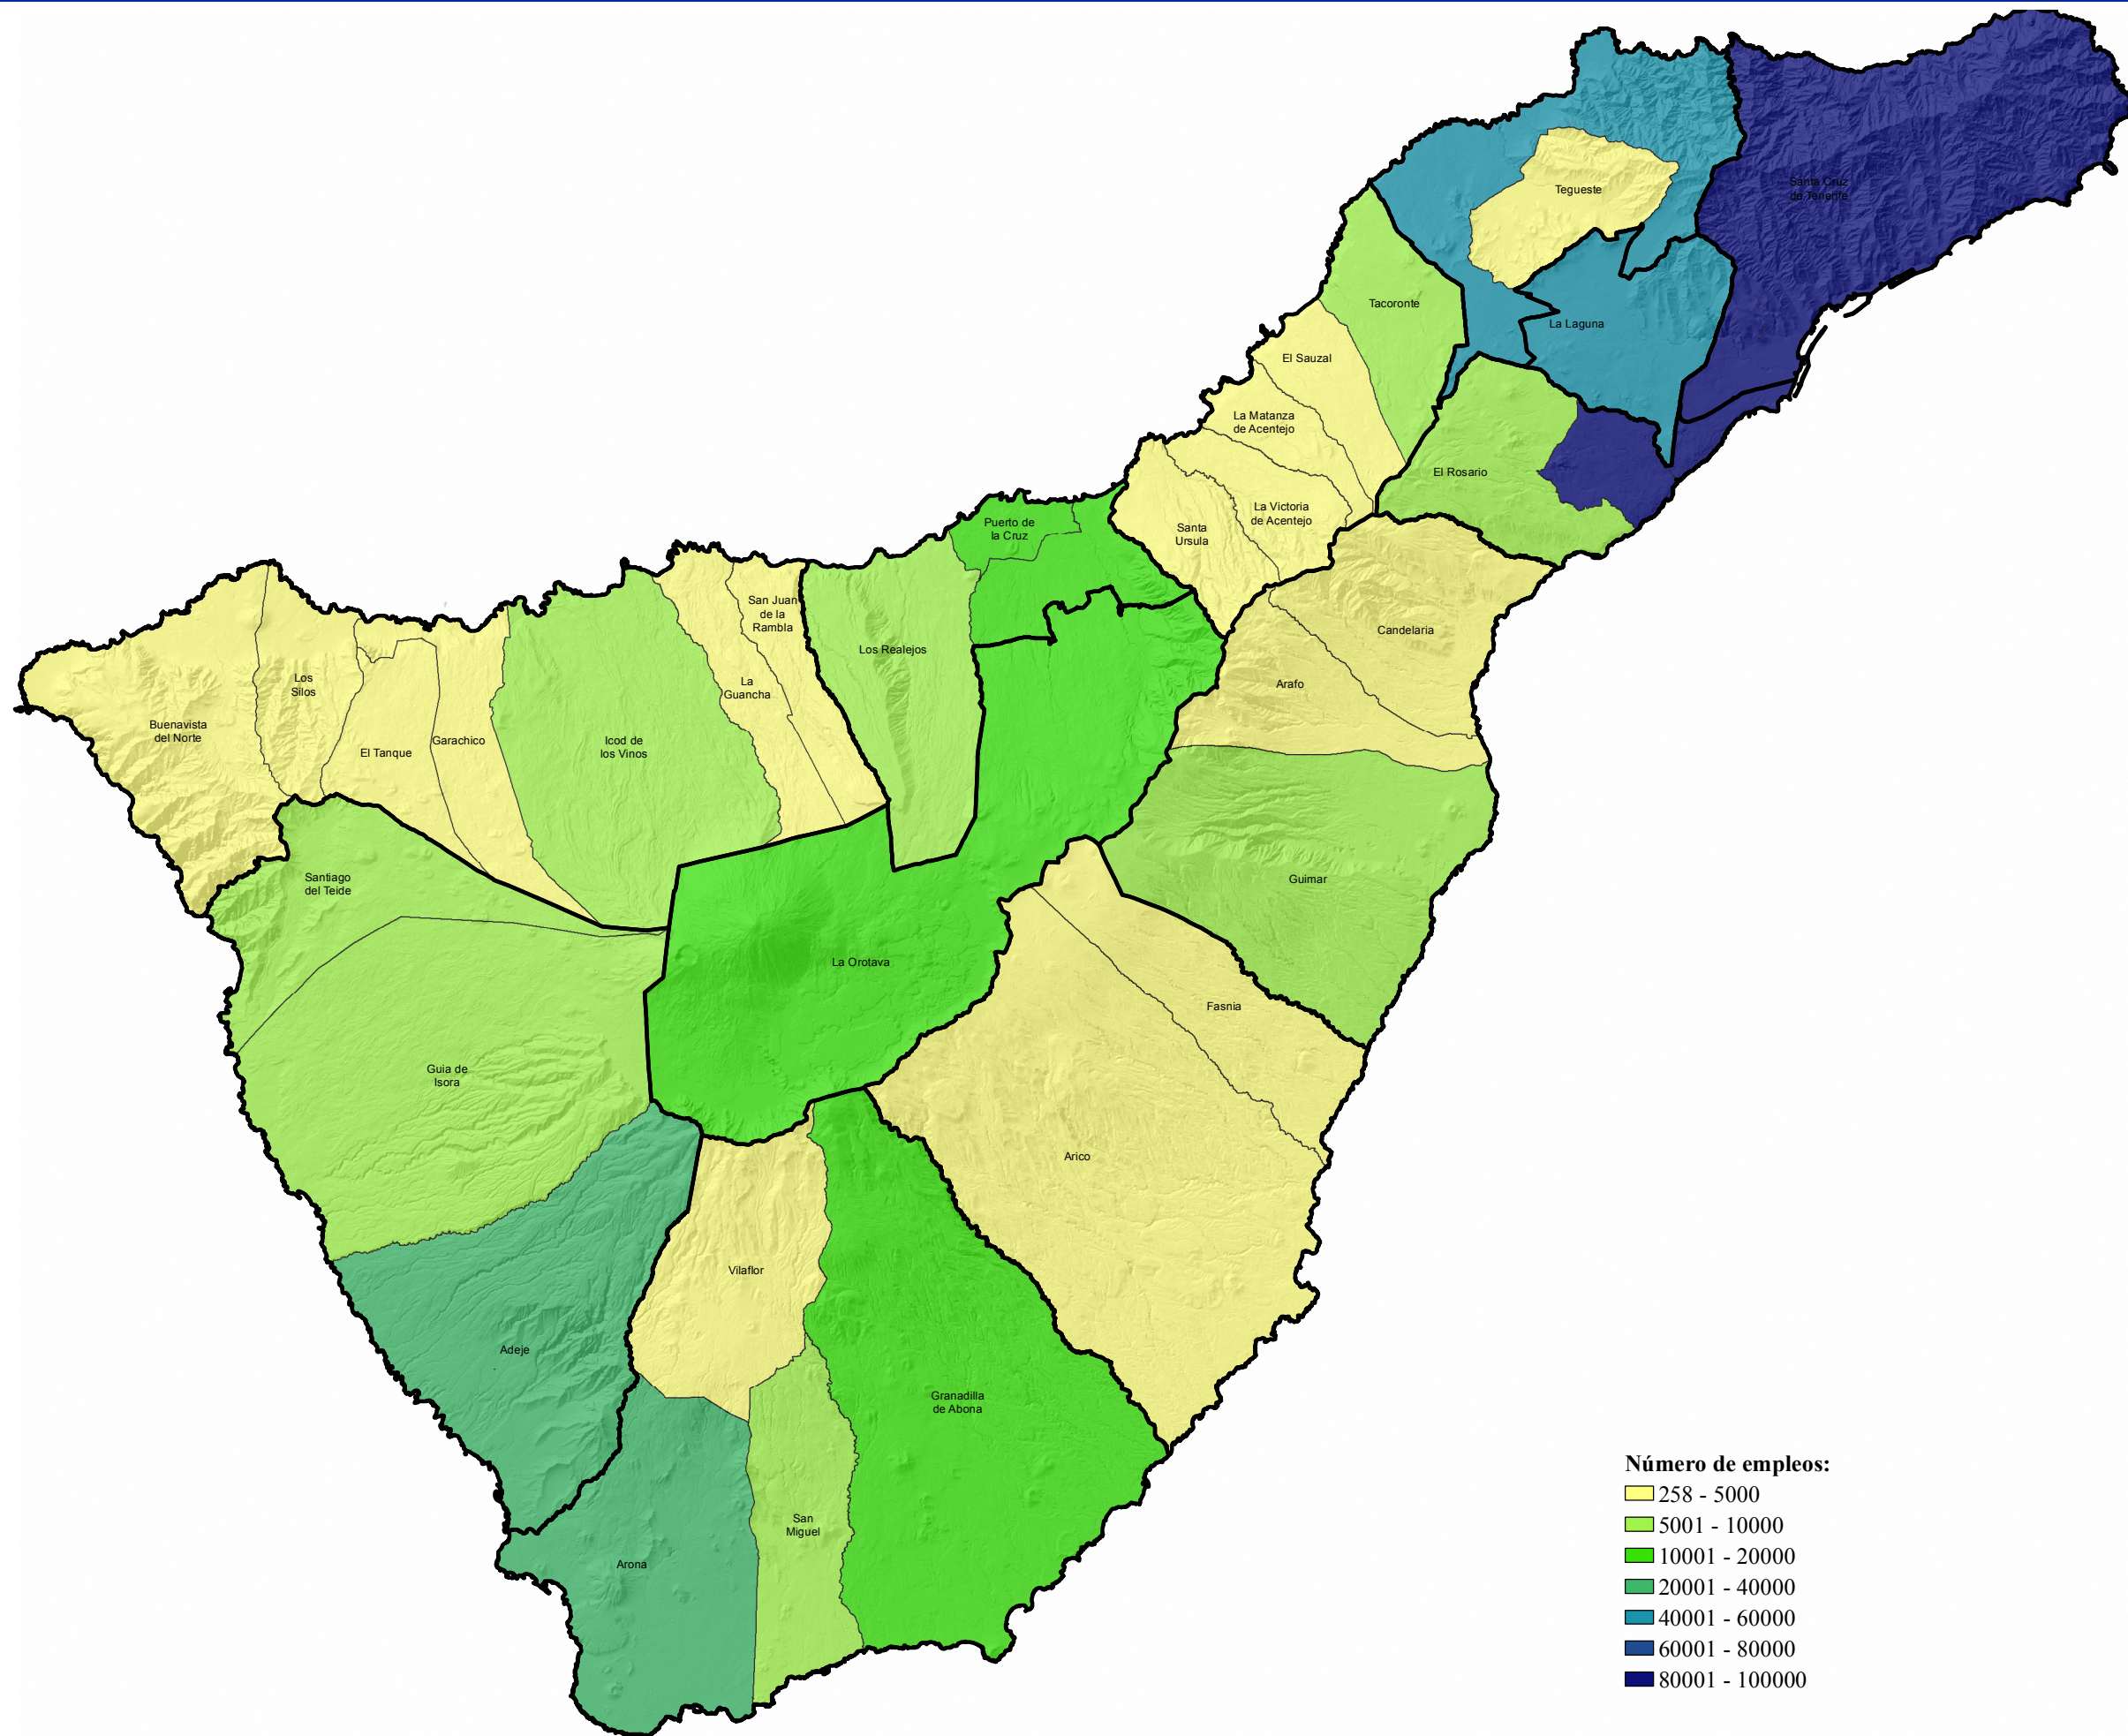 Santa Cruz
de Tenerife
Tegueste
Tacoronte
La Laguna
El Sauzal
La Matanza
de Acentejo
El Rosario
La Victoria
de Acentejo
Santa
Ursula
Puerto de
la Cruz
San Juan
de la
Rambla
Candelaria
Los Realejos
Arafo
Los
Silos
La
Guancha
Buenavista
del Norte
El Tanque
Garachico
Icod de
los Vinos
Santiago
del Teide
Guimar
La Orotava
Fasnia
Guia de
Isora
Arico
Vilaflor
Adeje
Granadilla
de Abona
San
Miguel
Arona
Número de empleos:
258 - 5000
5001 - 10000
10001 - 20000
20001 - 40000
40001 - 60000
60001 - 80000
80001 - 100000